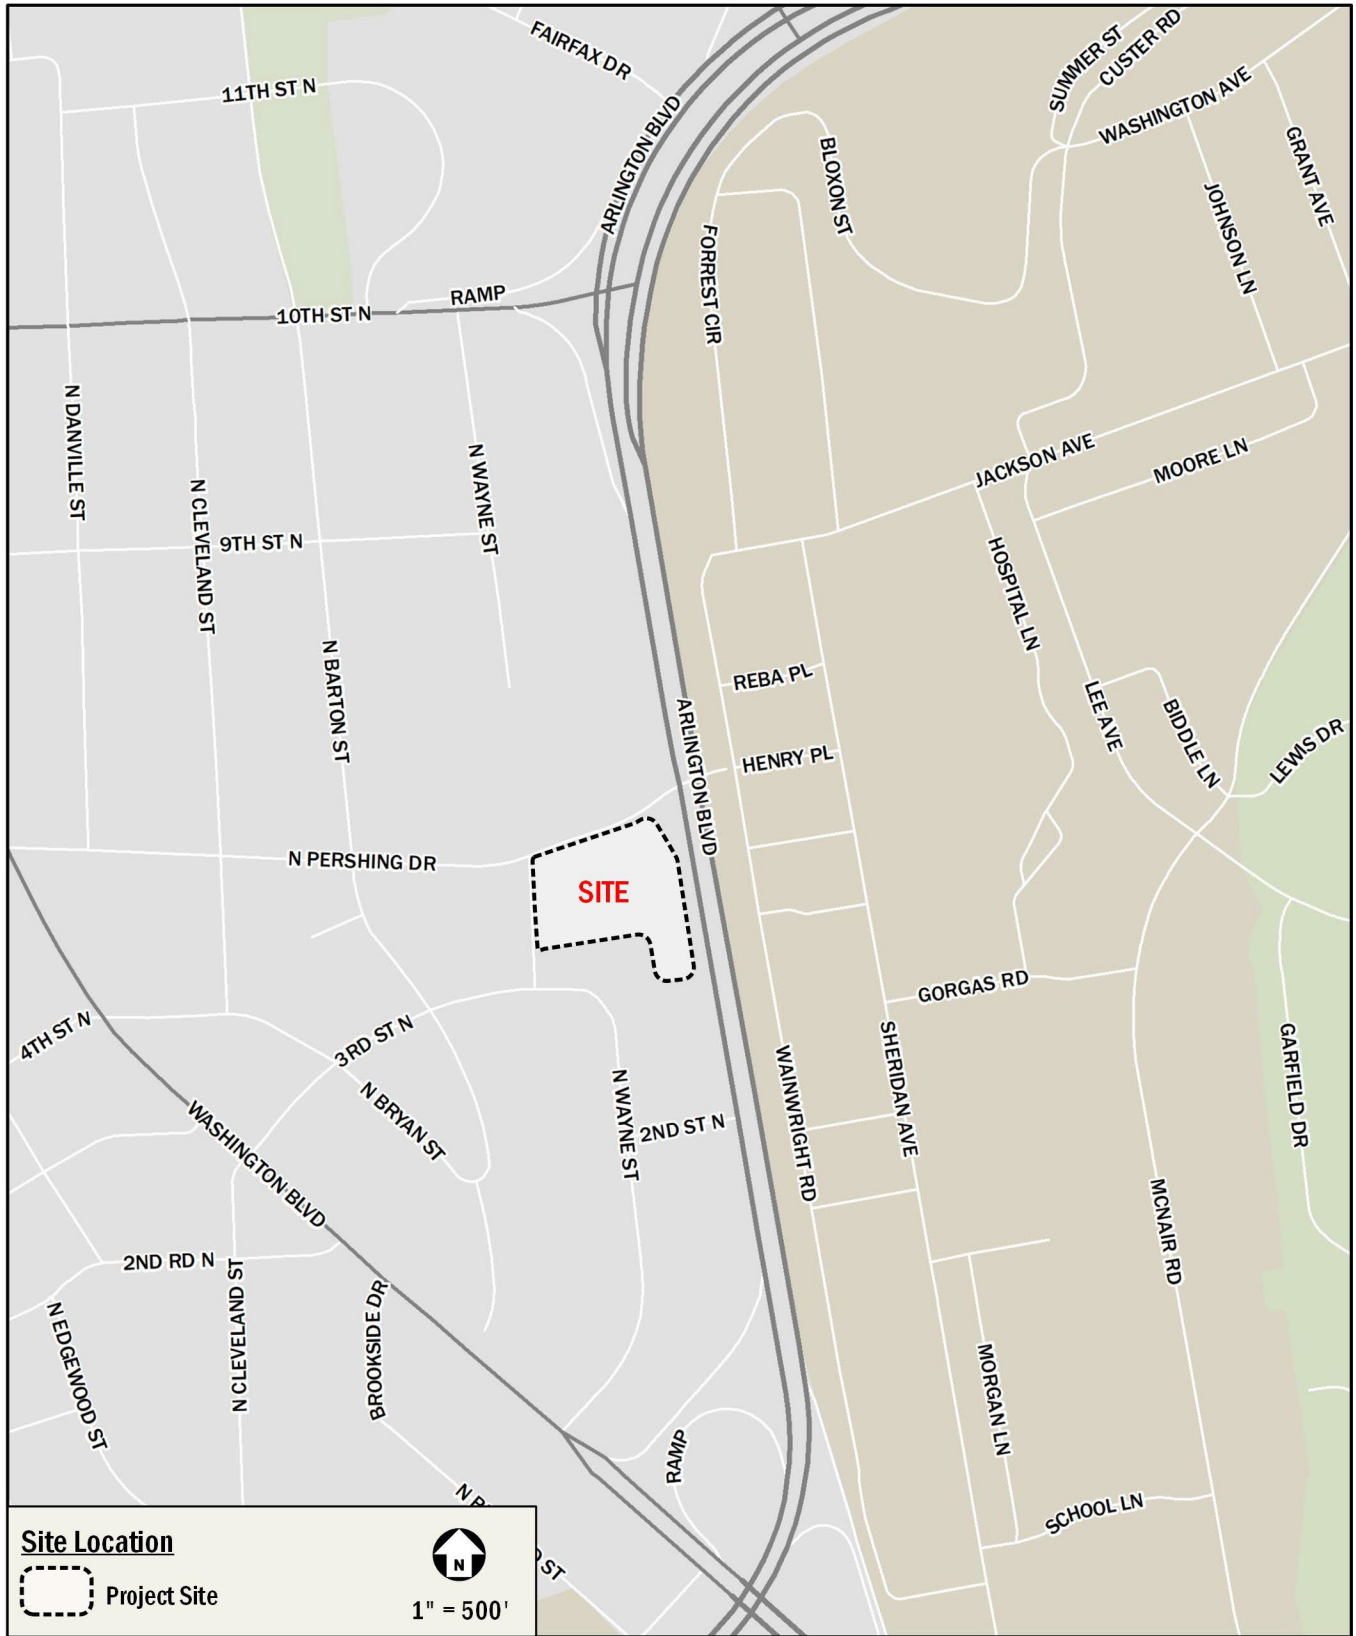 FAIRFAX DR
SUMMER ST
CUSTER RD
11TH ST N
ARLINGTON BLVD
WASHINGTON AVE
GRANT AVE
BLOXON ST
JOHNSON LN
FORREST CIR
RAMP
10TH ST N
N DANVILLE ST
N CLEVELAND ST
N WAYNE ST
JACKSON AVE
MOORE LN
9TH ST N
HOSPITAL LN
N BARTON ST
REBA PL
ARLINGTON BLVD
LEE AVE
BIDDLE LN
LEWIS DR
HENRY PL
N PERSHING DR
SITE
GORGAS RD
4TH ST N
3RD ST N
SHERIDAN AVE
GARFIELD DR
WAINWRIGHT RD
N BRYAN ST
N WAYNE ST
2ND ST N
WASHINGTON BLVD
MCNAIR RD
2ND RD N
N CLEVELAND ST
BROOKSIDE DR
N EDGEWOOD ST
MORGAN LN
RAMP
SCHOOL LN
N
ST
Site Location
N
Project Site
1" = 500'